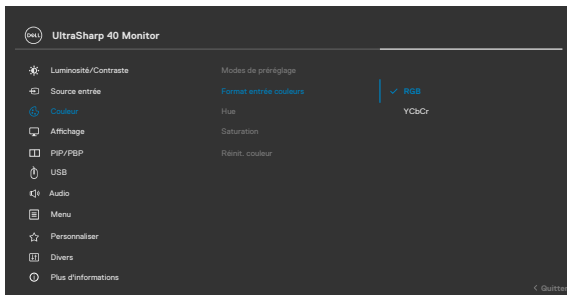 DELL UltraSharp 40 Monitor
Luminosité/Contraste Modes de préréglage
Source entrée Format entrée couleurs RGB
Couleur Hue YCbCr
Affichage Saturation
PIP/PBP Réinit. couleur
USB
Audio
Menu
Personnaliser
Divers
Plus d'informations
Quitter